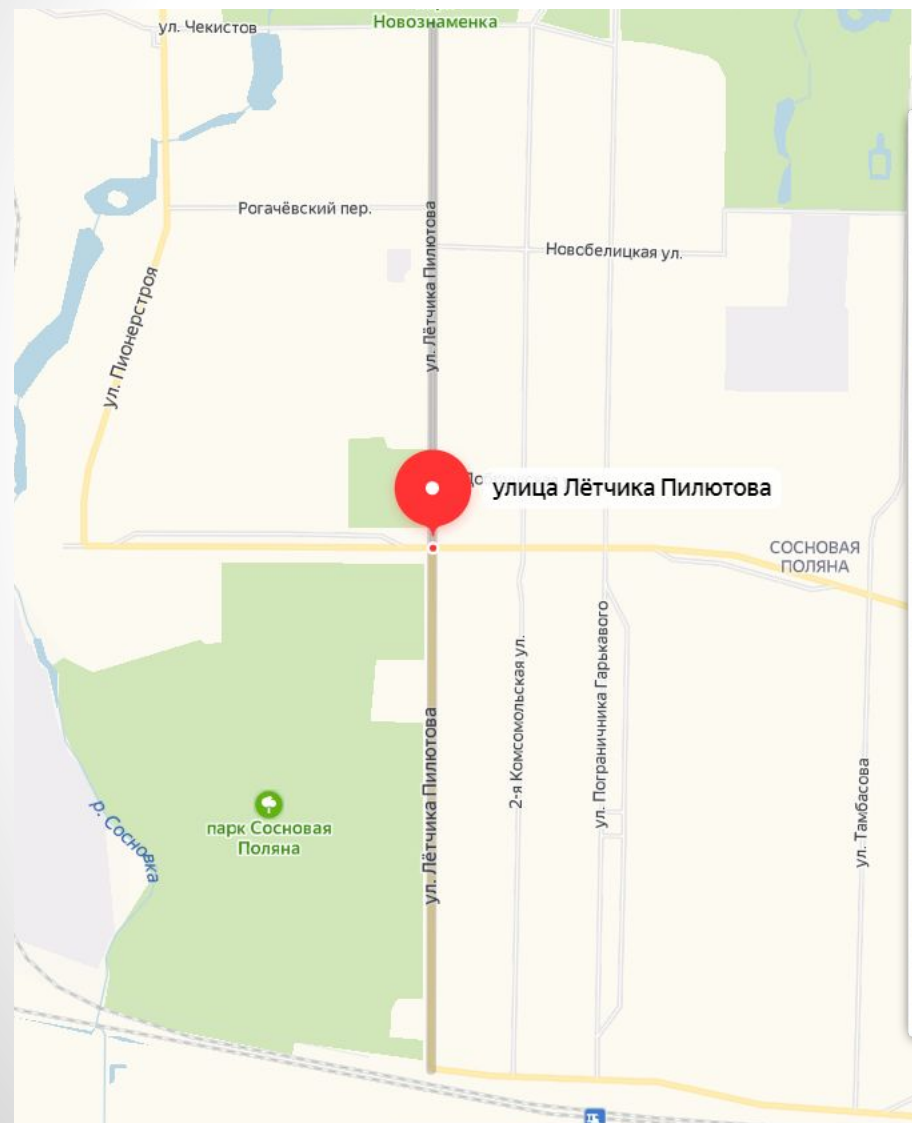 Новознаменка
ул. Чекистов
Рогачёвский пер.
Новобелицкая ул.
ул. Лётчика Пилютова
ул. Пионерстроя
улица Лётчика Пилютова
СОСНОВАЯ
ПОЛЯНА
2-я Комсомольская ул.
ул. Пограничника Гарькавого
ул. Лётчика Пилютова
ул. Тамбасова
р. Сосновка
парк Сосновая
Поляна